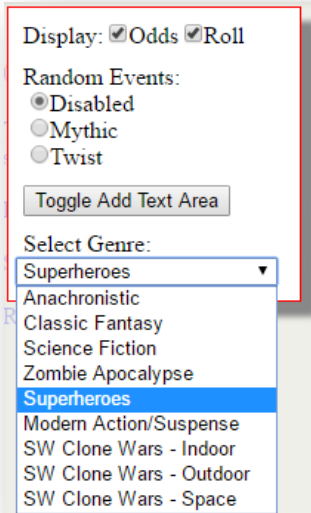 Display: Odds Roll
Random Events:
Disabled
Mythic
Twist
Toggle Add Text Area
Select Genre:
Superheroes
Anachronistic
Classic Fantasy
Science Fiction
Zombie Apocalypse
Superheroes
Modern Action/Suspense
SW Clone Wars - Indoor
SW Clone Wars - Outdoor
SW Clone Wars - Space